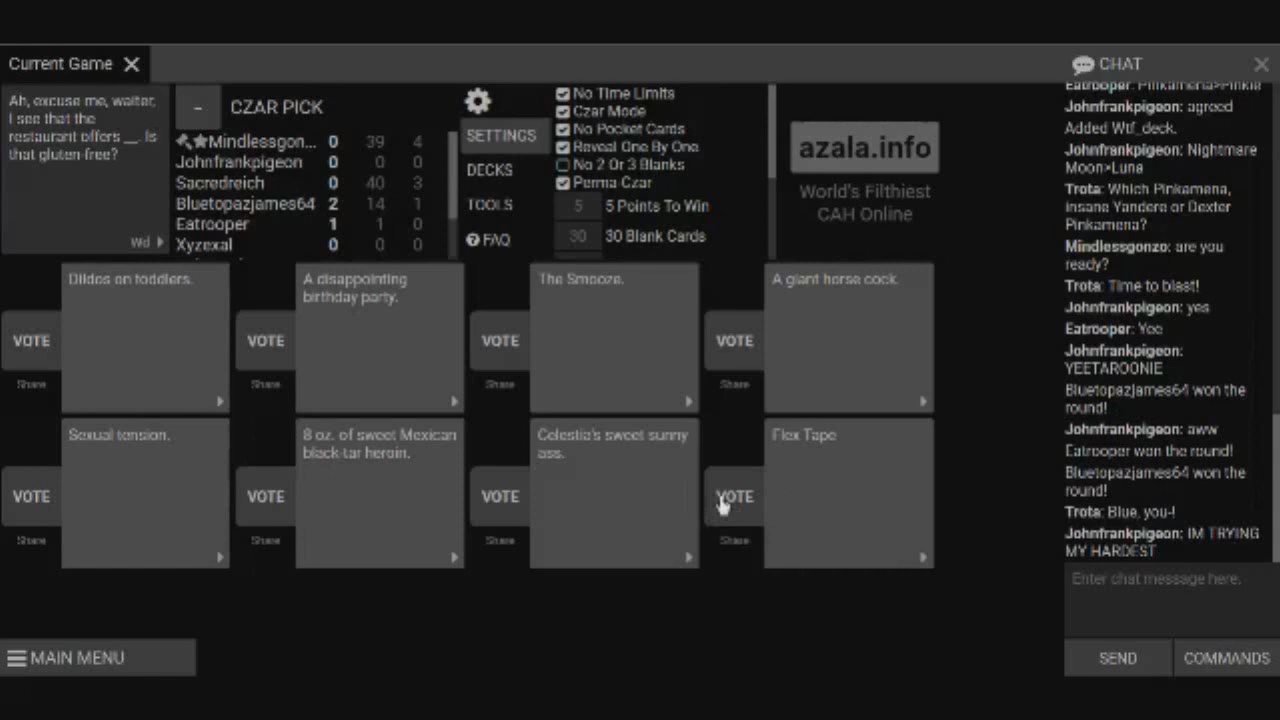 Current Game
CHAT
Ah, excuse me, waiter,
I see that the
restaurant offers __. Is
that gluten-free?
Wd
-
CZAR PICK
Mindlessgon... 0 39 4
Johnfrankpigeon 0 0 0
Sacredreich 0 40 3
Bluetopazjames64 2 14 1
Eatrooper 1 1 0
Xyzexal 0 0 0
SETTINGS
DECKS
TOOLS
FAQ
No Time Limits
Czar Mode
No Pocket Cards
Reveal One By One
No 2 Or 3 Blanks
Perma-Czar
5 5 Points To Win
30 30 Blank Cards
azala.info
World's Filthiest
CAH Online
Eatrooper: Pinkamena>Pinkie
Johnfrankpigeon: agreed
Added Wtf_deck.
Johnfrankpigeon: Nightmare
Moon>Luna
Trota: Which Pinkamena,
insane Yandere or Dexter
Pinkamena?
Mindlessgonzo: are you
ready?
Trota: Time to blast!
Johnfrankpigeon: yes
Eatrooper: Yee
Johnfrankpigeon:
YEETAROONIE
Bluetopazjames64 won the
round!
Johnfrankpigeon: aww
Eatrooper won the round!
Bluetopazjames64 won the
round!
Trota: Blue, you-!
Johnfrankpigeon: IM TRYING
MY HARDEST
Enter chat message here.
SEND
COMMANDS
VOTE
Share
Dildos on toddlers.
VOTE
Share
A disappointing
birthday party.
VOTE
Share
The Smooze.
VOTE
Share
A giant horse cock.
VOTE
Share
Sexual tension.
VOTE
Share
8 oz. of sweet Mexican
black-tar heroin.
VOTE
Share
Celestia's sweet sunny
ass.
VOTE
Share
Flex Tape
MAIN MENU